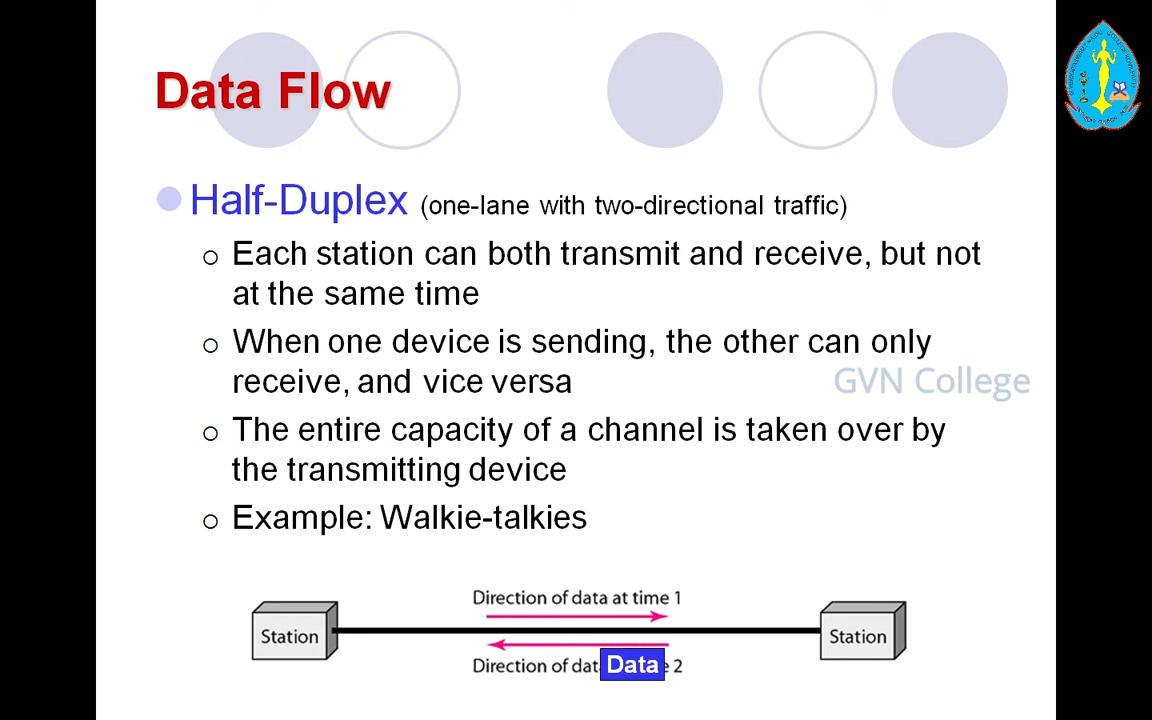 Data Flow
Half-Duplex (one-lane with two-directional traffic)
Each station can both transmit and receive, but not
at the same time
When one device is sending, the other can only
receive, and vice versa
GVN College
The entire capacity of a channel is taken over by
the transmitting device
Example: Walkie-talkies
Direction of data at time 1
Station
Station
Direction of dat Data e 2